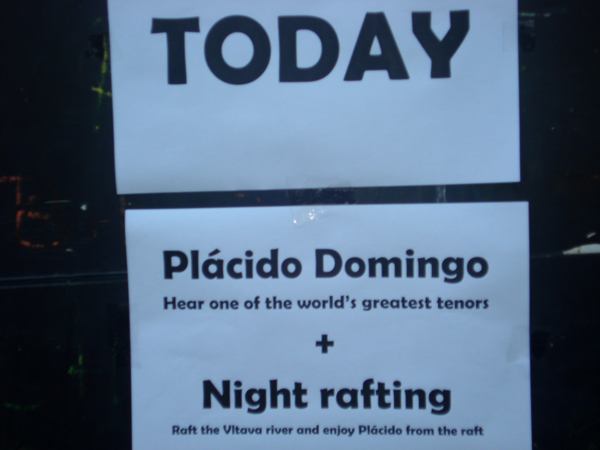 TODAY
Plácido Domingo
Hear one of the world's greatest tenors
+
Night rafting
Raft the Vltava river and enjoy Plácido from the raft